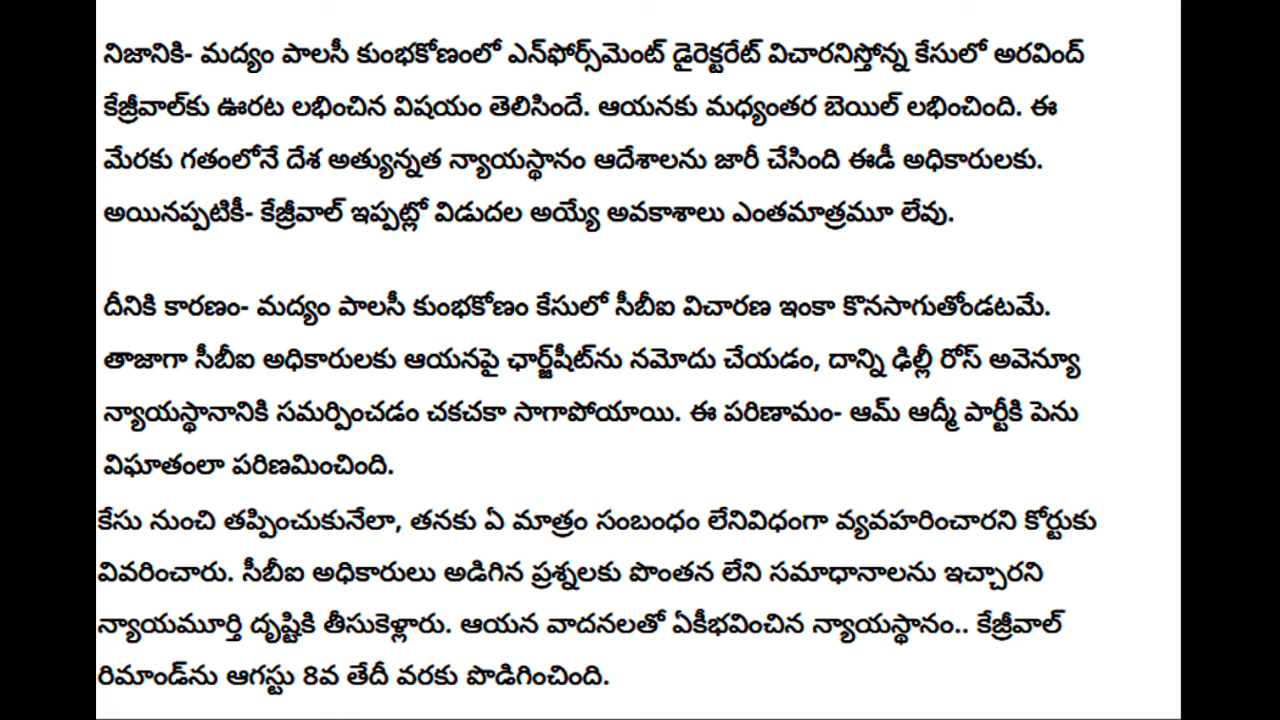 నిజానికి- మద్యం పాలసీ కుంభకోణంలో ఎన్‌ఫోర్స్‌మెంట్ డైరెక్టరేట్ విచారనిస్తోన్న కేసులో అరవింద్
కేజ్రీవాల్‌కు ఊరట లభించిన విషయం తెలిసిందే. ఆయనకు మధ్యంతర బెయిల్ లభించింది. ఈ
మేరకు గతంలోనే దేశ అత్యున్నత న్యాయస్థానం ఆదేశాలను జారీ చేసింది ఈడీ అధికారులకు.
అయినప్పటికీ- కేజ్రీవాల్ ఇప్పట్లో విడుదల అయ్యే అవకాశాలు ఎంతమాత్రమూ లేవు.
దీనికి కారణం- మద్యం పాలసీ కుంభకోణం కేసులో సీబీఐ విచారణ ఇంకా కొనసాగుతోండటమే.
తాజాగా సీబీఐ అధికారులకు ఆయనపై ఛార్జ్‌షీట్‌ను నమోదు చేయడం, దాన్ని ఢిల్లీ రోస్ అవెన్యూ
న్యాయస్థానానికి సమర్పించడం చకచకా సాగాపోయాయి. ఈ పరిణామం- ఆమ్ ఆద్మీ పార్టీకి పెను
విఘాతంలా పరిణమించింది.
కేసు నుంచి తప్పించుకునేలా, తనకు ఏ మాత్రం సంబంధం లేనివిధంగా వ్యవహరించారని కోర్టుకు
వివరించారు. సీబీఐ అధికారులు అడిగిన ప్రశ్నలకు పొంతన లేని సమాధానాలను ఇచ్చారని
న్యాయమూర్తి దృష్టికి తీసుకెళ్లారు. ఆయన వాదనలతో ఏకీభవించిన న్యాయస్థానం.. కేజ్రీవాల్
రిమాండ్‌ను ఆగస్టు 8వ తేదీ వరకు పొడిగించింది.